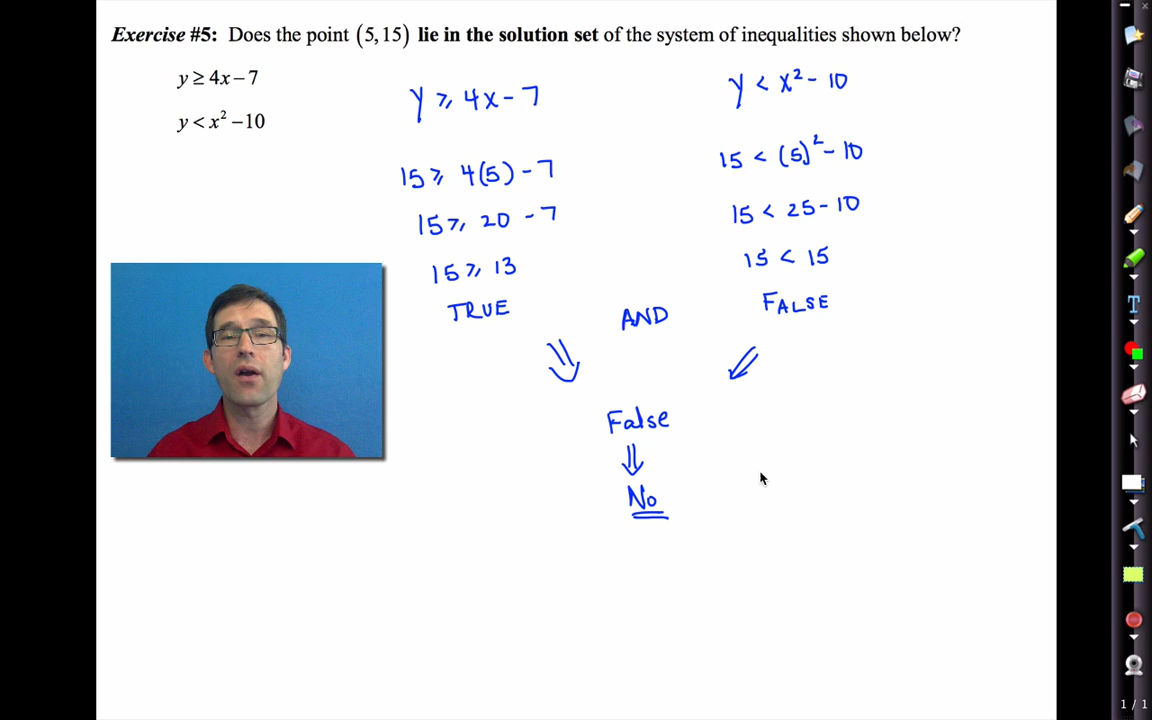 Exercise #5: Does the point (5,15) lie in the solution set of the system of inequalities shown below?
y ≥ 4x − 7
y < x² − 10
y ≥ 4x − 7
15 ≥ 4(5) − 7
15 ≥ 20 − 7
15 ≥ 13
TRUE
AND
y < x² − 10
15 < (5)² − 10
15 < 25 − 10
15 < 15
FALSE
False
No
T
1 / 1